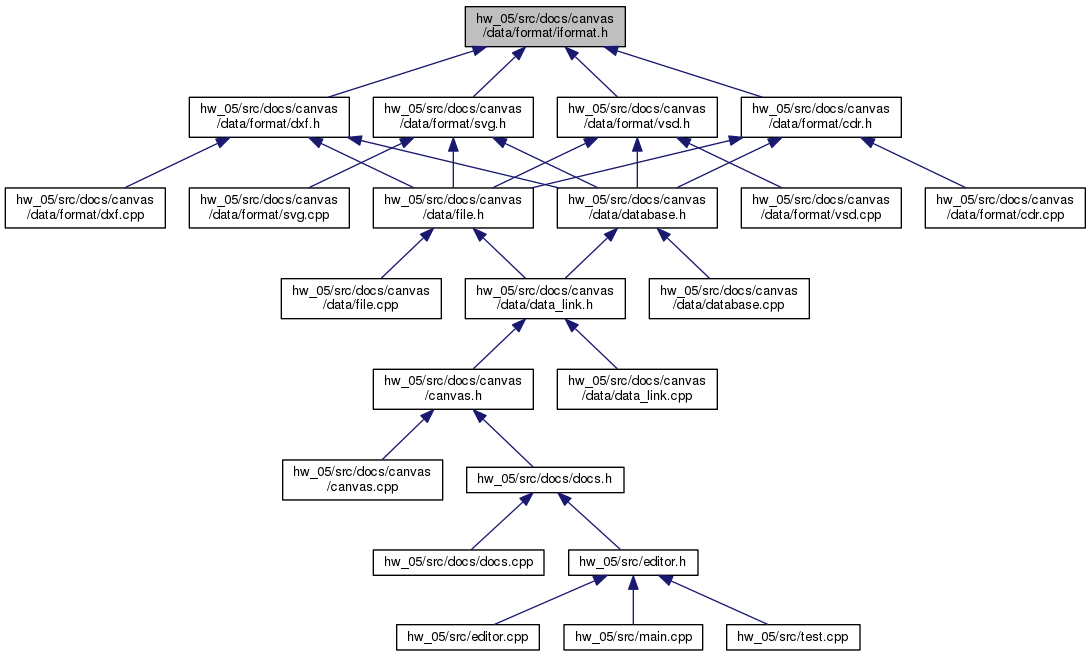 hw_05/src/docs/canvas
/data/format/iformat.h
hw_05/src/docs/canvas
/data/format/dxf.h
hw_05/src/docs/canvas
/data/format/svg.h
hw_05/src/docs/canvas
/data/format/vsd.h
hw_05/src/docs/canvas
/data/format/cdr.h
hw_05/src/docs/canvas
/data/format/dxf.cpp
hw_05/src/docs/canvas
/data/format/svg.cpp
hw_05/src/docs/canvas
/data/file.h
hw_05/src/docs/canvas
/data/database.h
hw_05/src/docs/canvas
/data/format/vsd.cpp
hw_05/src/docs/canvas
/data/format/cdr.cpp
hw_05/src/docs/canvas
/data/file.cpp
hw_05/src/docs/canvas
/data/data_link.h
hw_05/src/docs/canvas
/data/database.cpp
hw_05/src/docs/canvas
/canvas.h
hw_05/src/docs/canvas
/data/data_link.cpp
hw_05/src/docs/canvas
/canvas.cpp
hw_05/src/docs/docs.h
hw_05/src/docs/docs.cpp
hw_05/src/editor.h
hw_05/src/editor.cpp
hw_05/src/main.cpp
hw_05/src/test.cpp